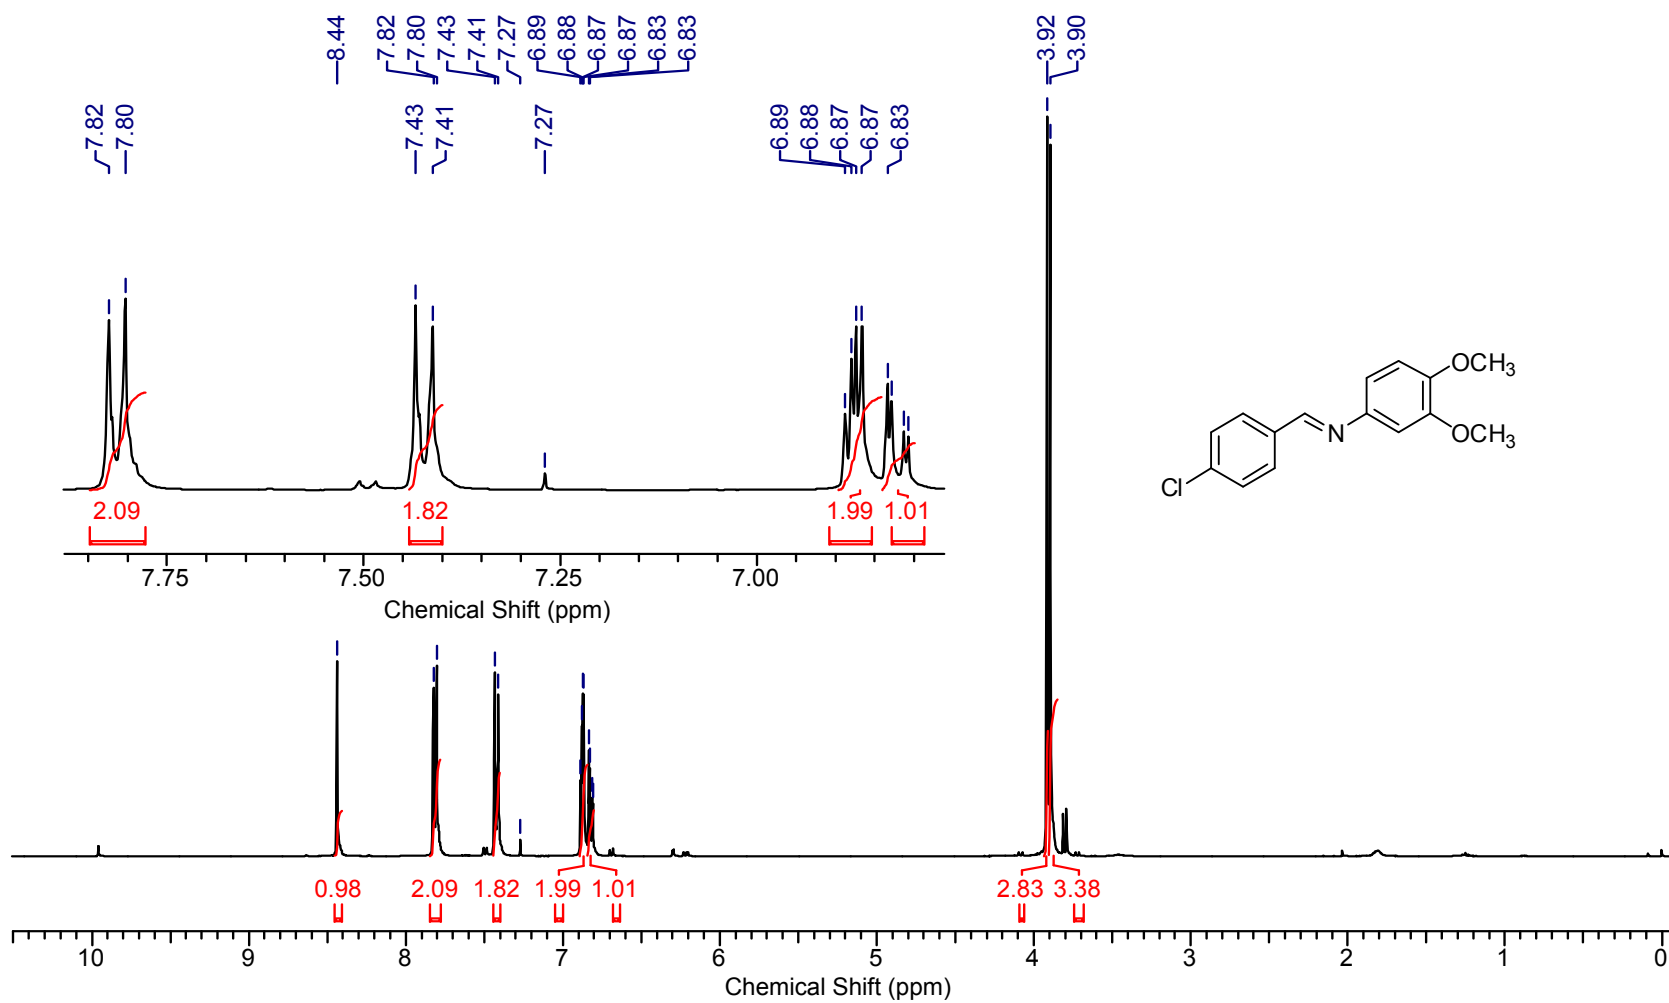 8.44 7.82 7.80 7.43 7.41 7.27 6.89 6.88 6.87 6.87 6.83 6.83 3.92 3.90
7.82 7.80 7.43 7.41 7.27 6.89 6.88 6.87 6.87 6.83
OCH3
N
OCH3
Cl
2.09 1.82 1.99 1.01
7.75 7.50 7.25 7.00
Chemical Shift (ppm)
0.98 2.09 1.82 1.99 1.01 2.83 3.38
10 9 8 7 6 5 4 3 2 1 0
Chemical Shift (ppm)